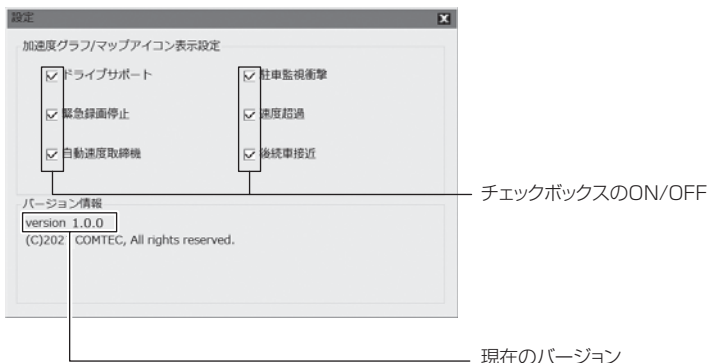 設定
加速度グラフ/マップアイコン表示設定
ドライブサポート
駐車監視衝撃
緊急録画停止
速度超過
自動速度取締機
後続車接近
チェックボックスのON/OFF
バージョン情報
version 1.0.0
(C)202 COMTEC, All rights reserved.
現在のバージョン